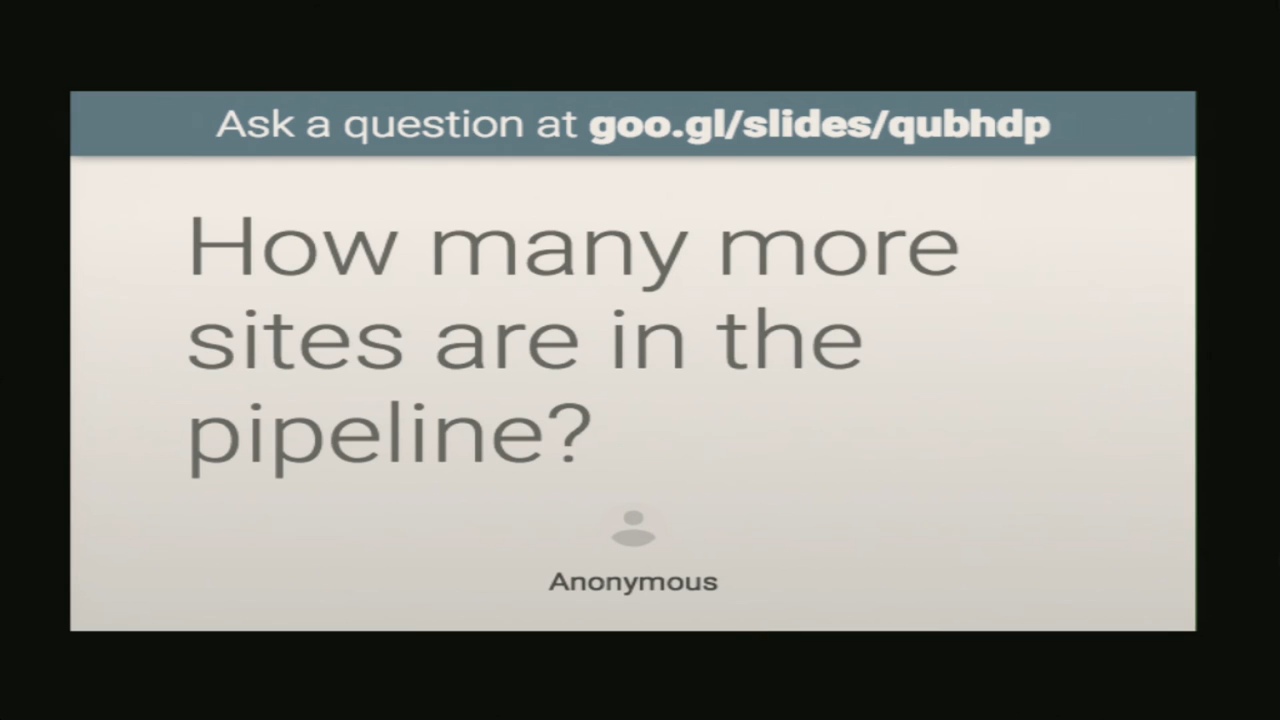 Ask a question at goo.gl/slides/qubhdp
How many more
sites are in the
pipeline?
Anonymous